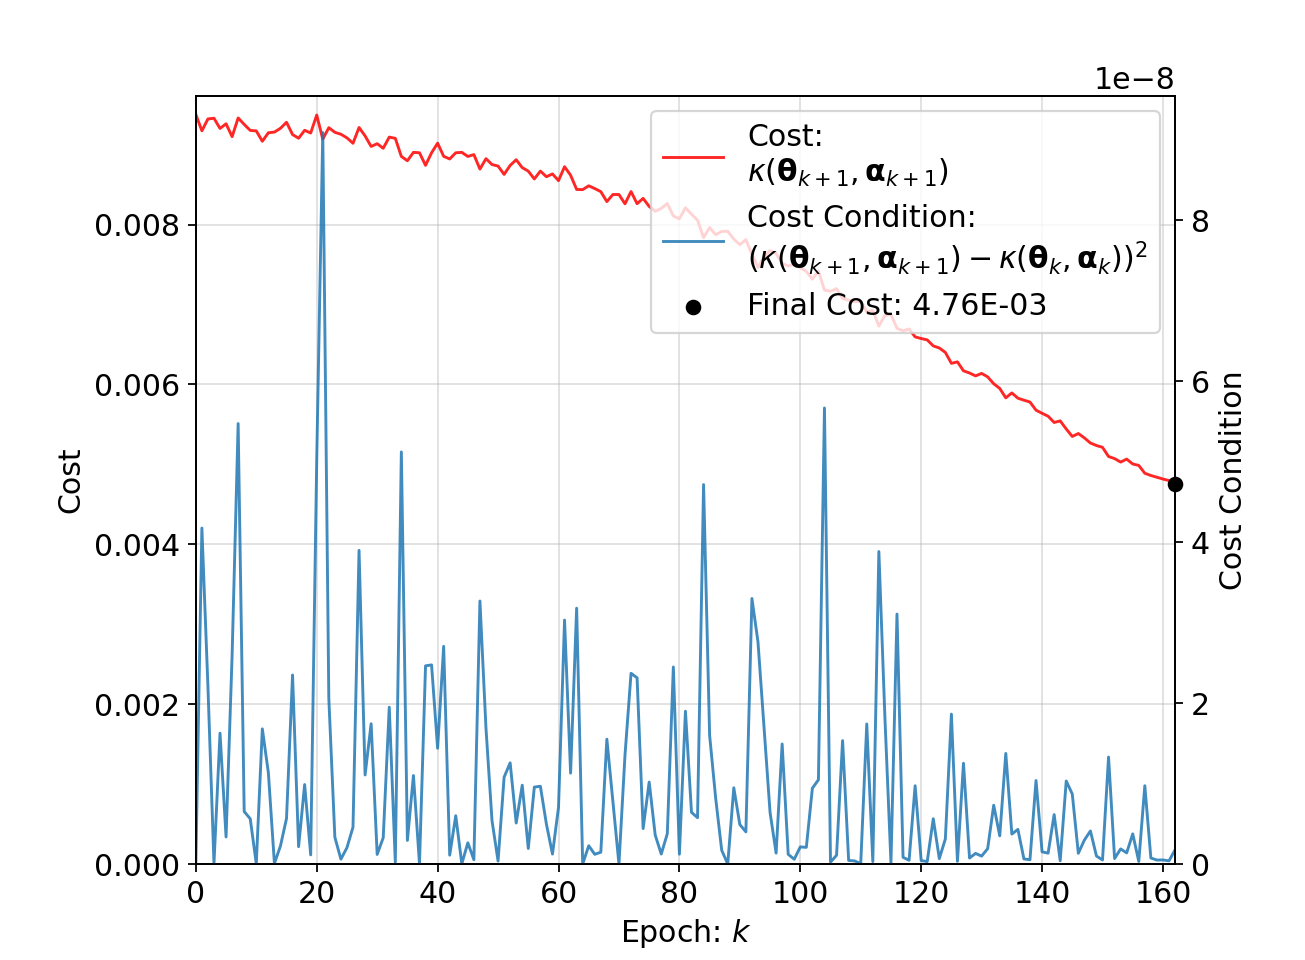 1e−8
Cost:
κ(θ_{k+1}, α_{k+1})
Cost Condition:
(κ(θ_{k+1}, α_{k+1}) − κ(θ_k, α_k))²
Final Cost: 4.76E-03
0.008
0.006
0.004
0.002
0.000
Cost
8
6
4
2
0
Cost Condition
0 20 40 60 80 100 120 140 160
Epoch: k